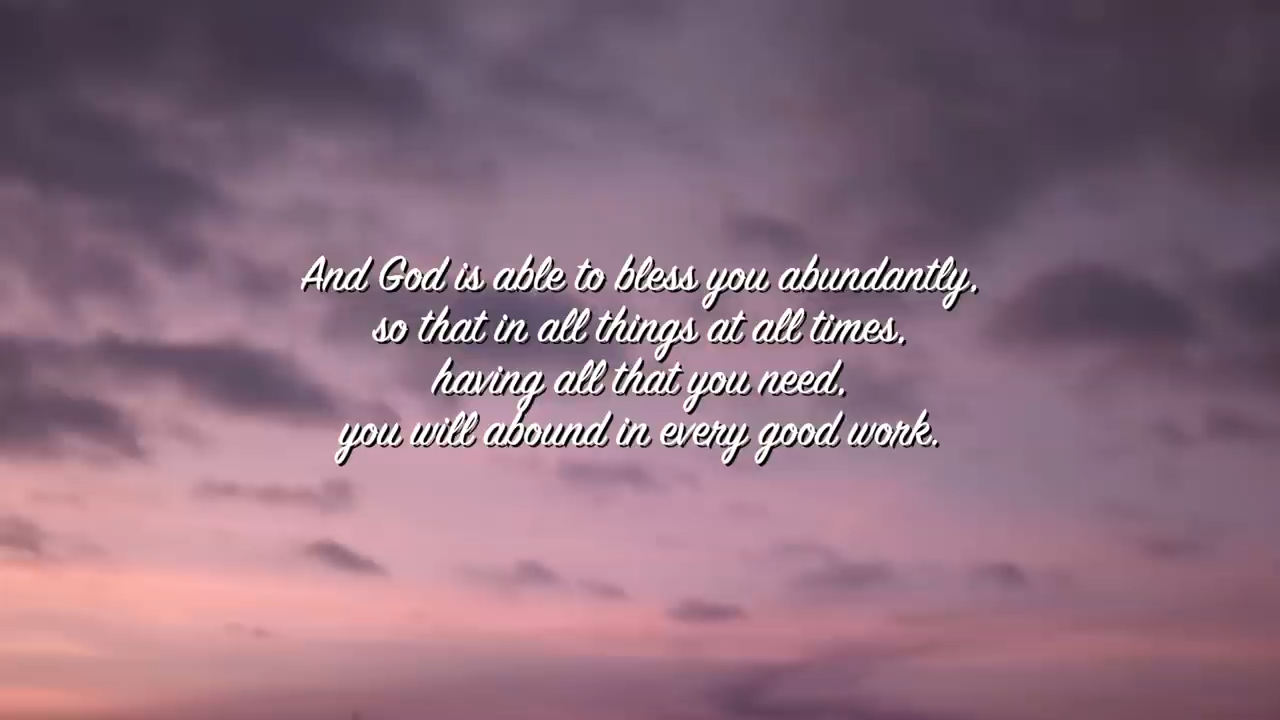 And God is able to bless you abundantly,
so that in all things at all times,
having all that you need,
you will abound in every good work.